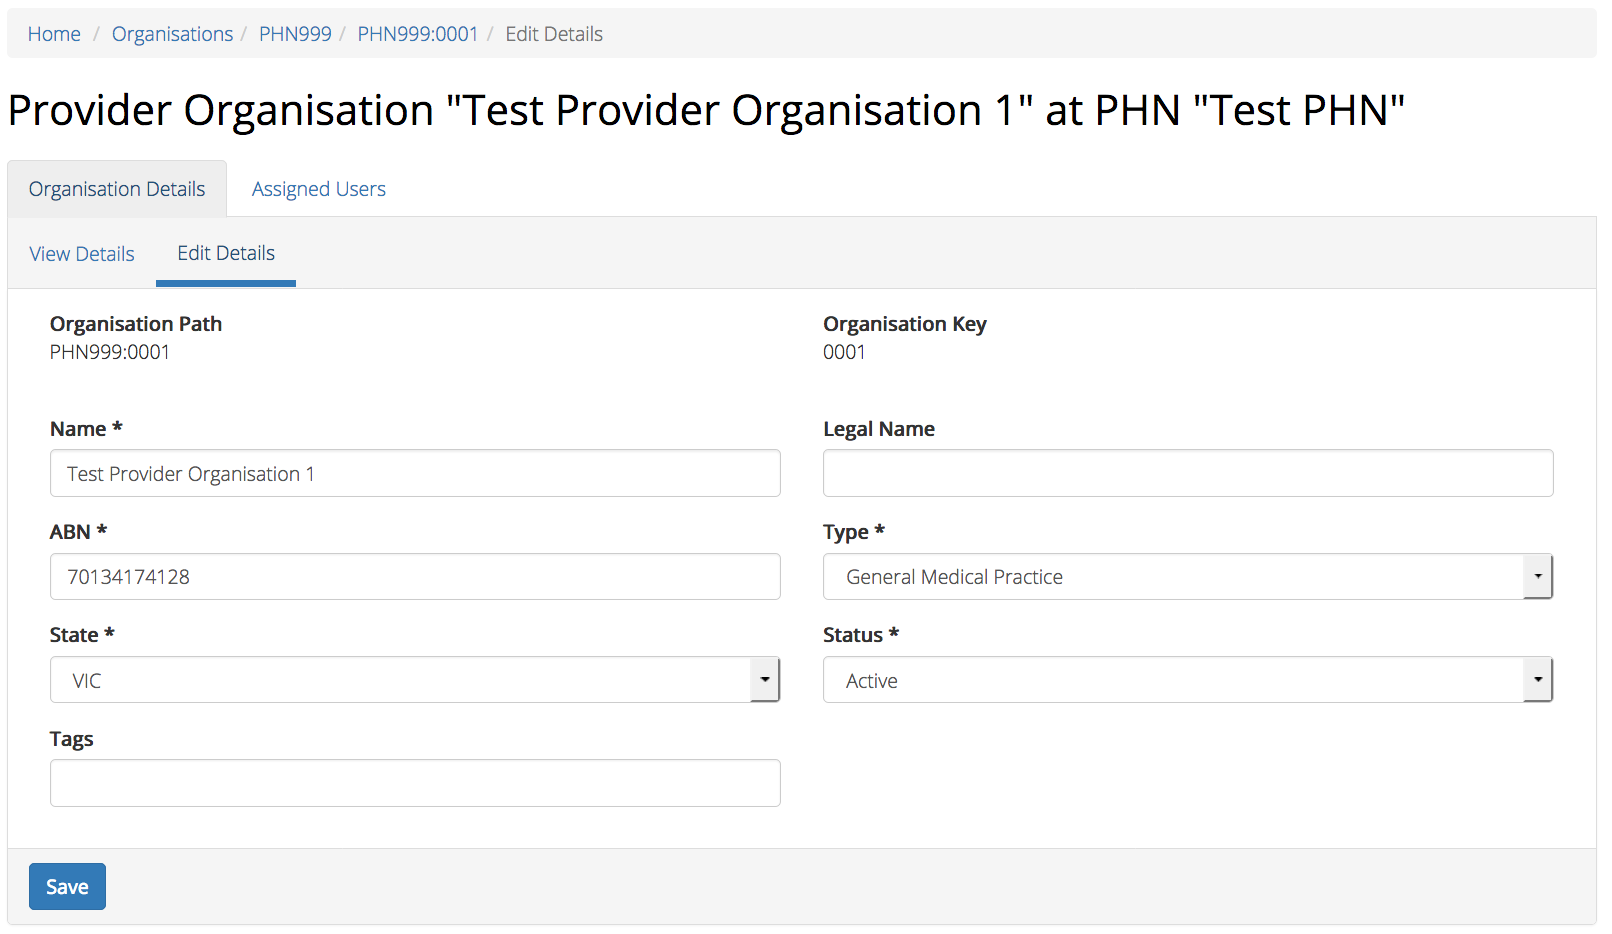 Home / Organisations / PHN999 / PHN999:0001 / Edit Details
Provider Organisation "Test Provider Organisation 1" at PHN "Test PHN"
Organisation Details Assigned Users
View Details Edit Details
Organisation Path Organisation Key
PHN999:0001 0001
Name * Legal Name
Test Provider Organisation 1
ABN * Type *
70134174128 General Medical Practice
State * Status *
VIC Active
Tags
Save